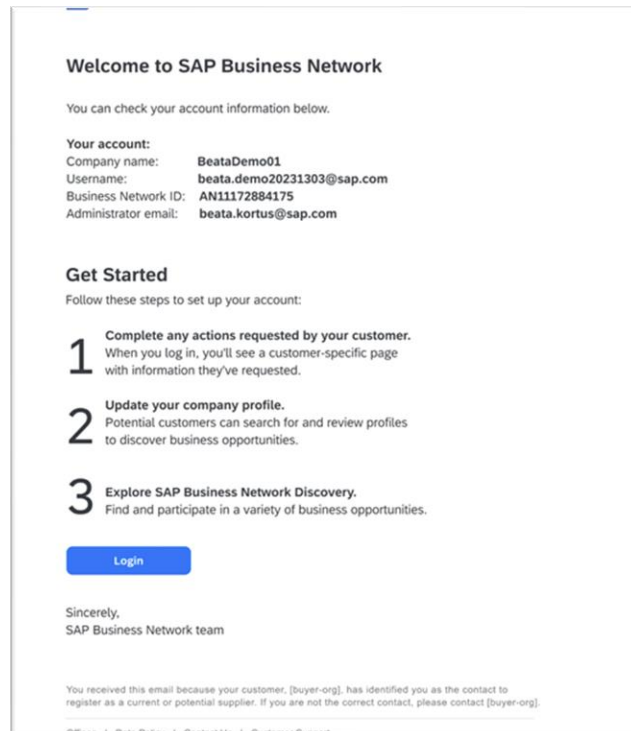 Welcome to SAP Business Network
You can check your account information below.
Your account:
Company name: BeataDemo01
Username: beata.demo20231303@sap.com
Business Network ID: AN11172884175
Administrator email: beata.kortus@sap.com
Get Started
Follow these steps to set up your account:
1 Complete any actions requested by your customer.
When you log in, you'll see a customer-specific page
with information they've requested.
2 Update your company profile.
Potential customers can search for and review profiles
to discover business opportunities.
3 Explore SAP Business Network Discovery.
Find and participate in a variety of business opportunities.
Login
Sincerely,
SAP Business Network team
You received this email because your customer, [buyer-org], has identified you as the contact to
register as a current or potential supplier. If you are not the correct contact, please contact [buyer-org].